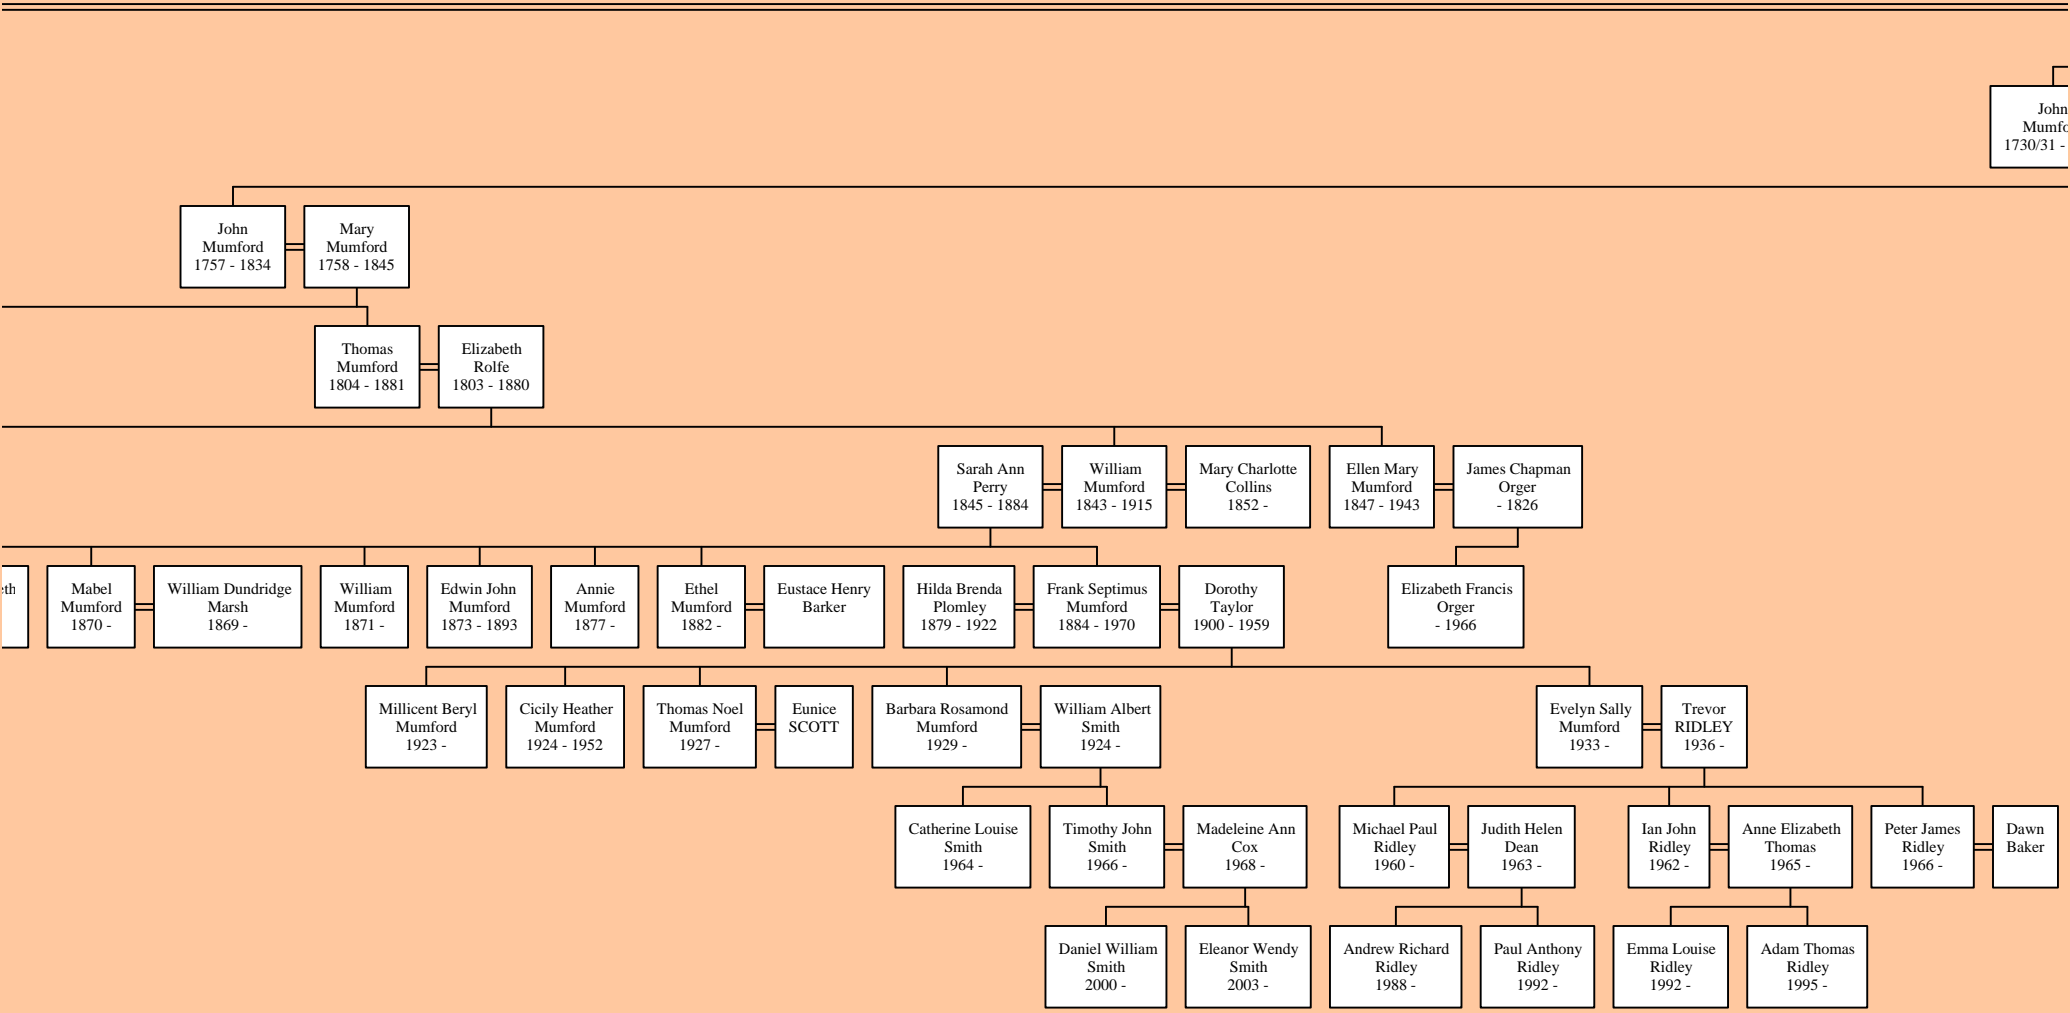 John
1730/31 -
John
Mumford
1757 - 1834
Mary
Mumford
1758 - 1845
Thomas
Mumford
1804 - 1881
Elizabeth
Rolfe
1803 - 1880
Sarah Ann
Perry
1845 - 1884
William
Mumford
1843 - 1915
Mary Charlotte
Collins
1852 -
Ellen Mary
Mumford
1847 - 1943
James Chapman
Orger
- 1826
Mabel
Mumford
1870 -
William Dundridge
Marsh
1869 -
William
Mumford
1871 -
Edwin John
Mumford
1873 - 1893
Annie
Mumford
1877 -
Ethel
Mumford
1882 -
Eustace Henry
Barker
Hilda Brenda
Plomley
1879 - 1922
Frank Septimus
Mumford
1884 - 1970
Dorothy
Taylor
1900 - 1959
Elizabeth Francis
Orger
- 1966
Millicent Beryl
Mumford
1923 -
Cicily Heather
Mumford
1924 - 1952
Thomas Noel
Mumford
1927 -
Eunice
SCOTT
Barbara Rosamond
Mumford
1929 -
William Albert
Smith
1924 -
Evelyn Sally
Mumford
1933 -
Trevor
RIDLEY
1936 -
Catherine Louise
Smith
1964 -
Timothy John
Smith
1966 -
Madeleine Ann
Cox
1968 -
Michael Paul
Ridley
1960 -
Judith Helen
Dean
1963 -
Ian John
Ridley
1962 -
Anne Elizabeth
Thomas
1965 -
Peter James
Ridley
1966 -
Dawn
Baker
Daniel William
Smith
2000 -
Eleanor Wendy
Smith
2003 -
Andrew Richard
Ridley
1988 -
Paul Anthony
Ridley
1992 -
Emma Louise
Ridley
1992 -
Adam Thomas
Ridley
1995 -